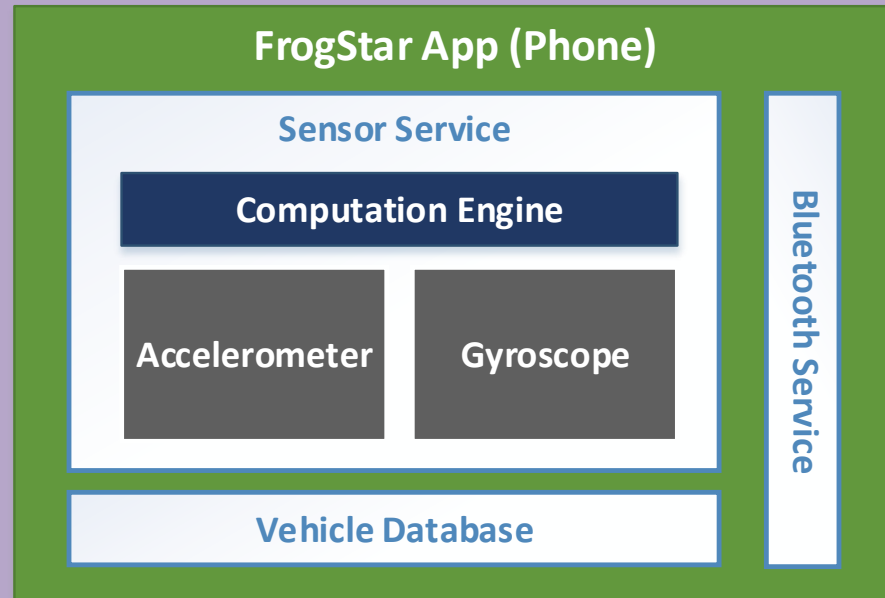 FrogStar App (Phone)
Sensor Service
Computation Engine
Accelerometer
Gyroscope
Vehicle Database
Bluetooth Service